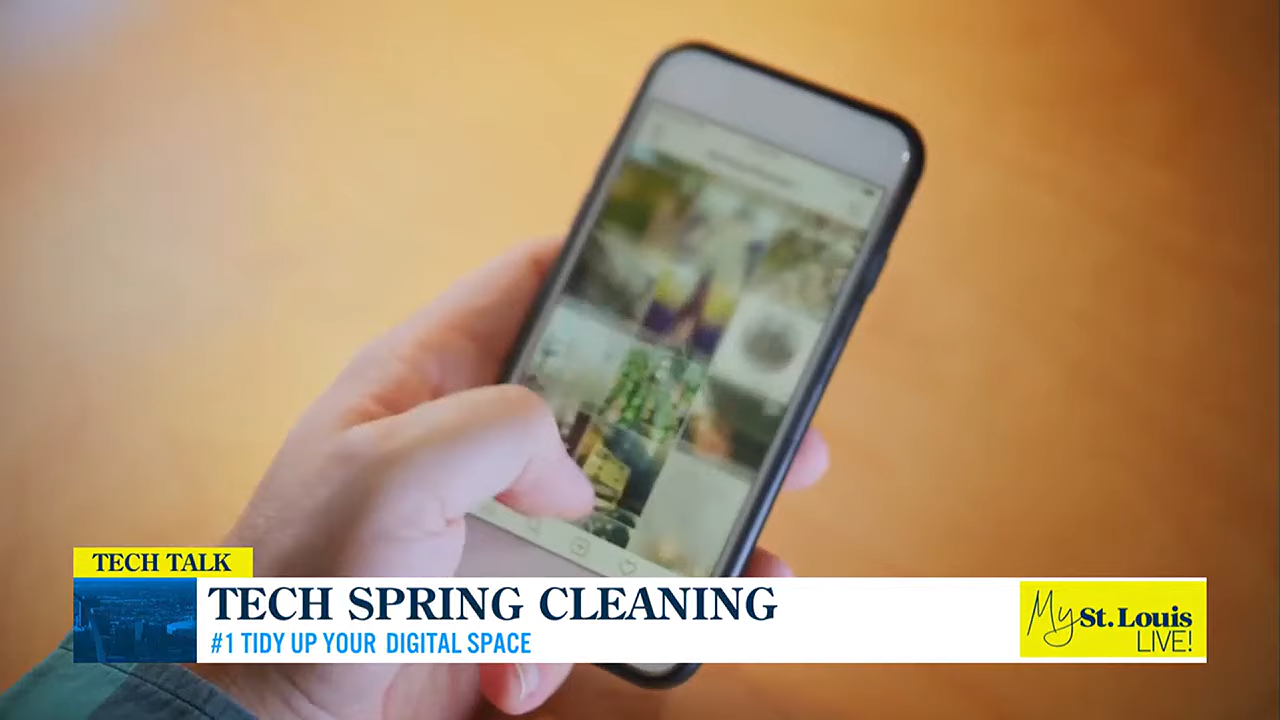 TECH TALK
TECH SPRING CLEANING
#1 TIDY UP YOUR DIGITAL SPACE
My St. Louis
LIVE!